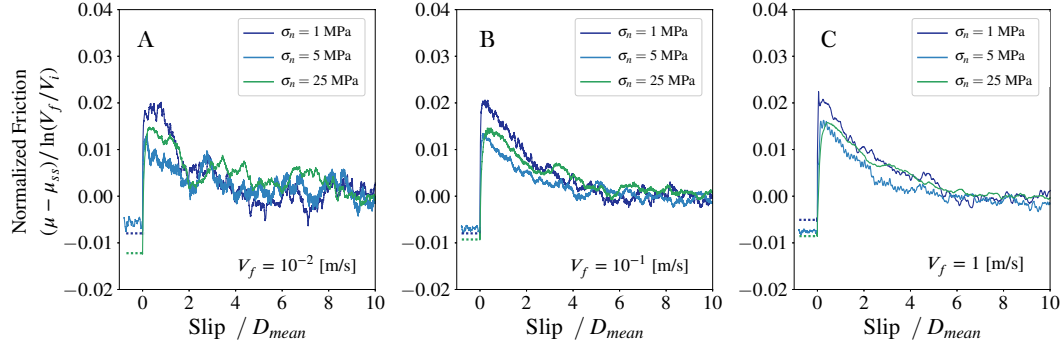 Normalized Friction
(μ − μss)/ ln(Vf/Vi)
0.04
0.03
0.02
0.01
0.00
−0.01
−0.02
A
σn = 1 MPa
σn = 5 MPa
σn = 25 MPa
Vf = 10−2 [m/s]
0 2 4 6 8 10
Slip / Dmean
0.04
0.03
0.02
0.01
0.00
−0.01
−0.02
B
σn = 1 MPa
σn = 5 MPa
σn = 25 MPa
Vf = 10−1 [m/s]
0 2 4 6 8 10
Slip / Dmean
0.04
0.03
0.02
0.01
0.00
−0.01
−0.02
C
σn = 1 MPa
σn = 5 MPa
σn = 25 MPa
Vf = 1 [m/s]
0 2 4 6 8 10
Slip / Dmean